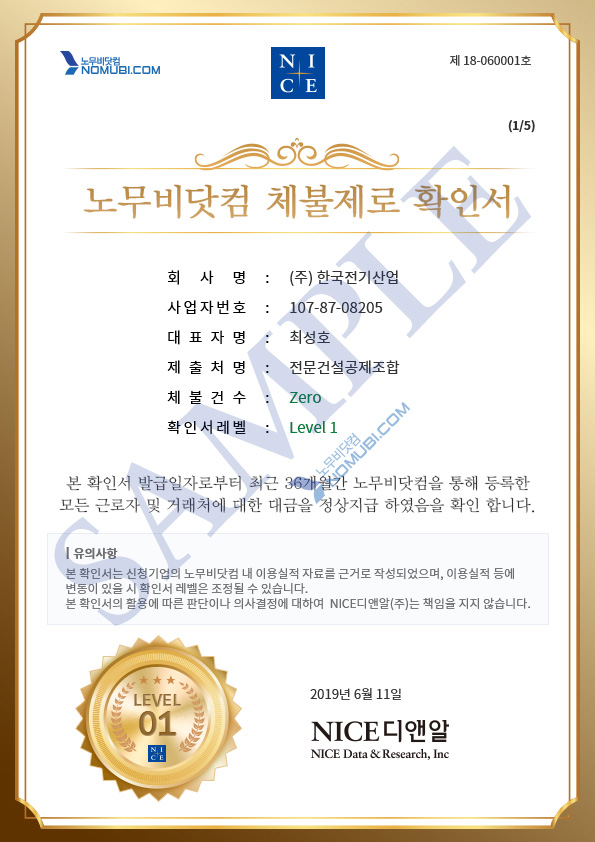 노무비닷컴
NOMUBI.COM
NICE
제 18-060001호
(1/5)
노무비닷컴 체불제로 확인서
회 사 명 : (주) 한국전기산업
사업자번호 : 107-87-08205
대 표 자 명 : 최성호
제 출 처 명 : 전문건설공제조합
체 불 건 수 : Zero
확인서레벨 : Level 1
본 확인서 발급일자로부터 최근 36개월간 노무비닷컴을 통해 등록한
모든 근로자 및 거래처에 대한 대금을 정상지급 하였음을 확인 합니다.
SAMPLE
노무비닷컴
NOMUBI.COM
| 유의사항
본 확인서는 신청기업의 노무비닷컴 내 이용실적 자료를 근거로 작성되었으며, 이용실적 등에
변동이 있을 시 확인서 레벨은 조정될 수 있습니다.
본 확인서의 활용에 따른 판단이나 의사결정에 대하여 NICE디앤알(주)는 책임을 지지 않습니다.
LEVEL
01
NICE
2019년 6월 11일
NICE디앤알
NICE Data & Research, Inc